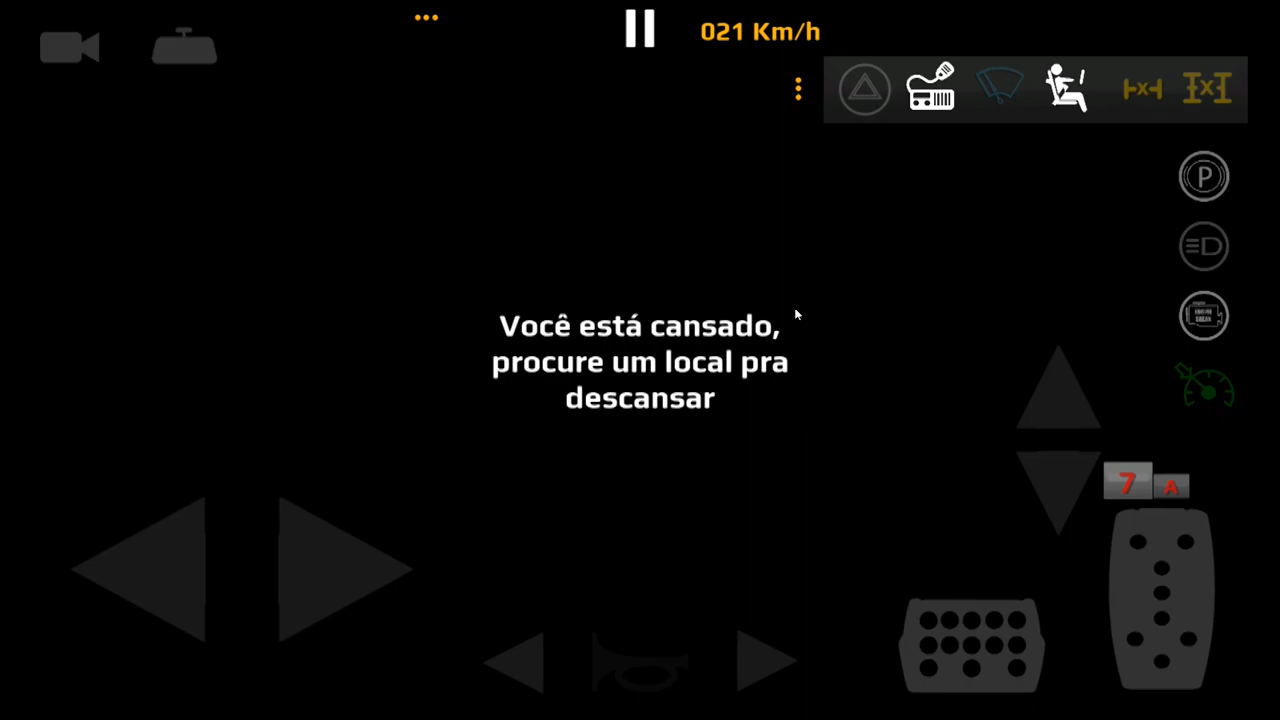 021 Km/h
P
Você está cansado,
procure um local pra
descansar
7
A